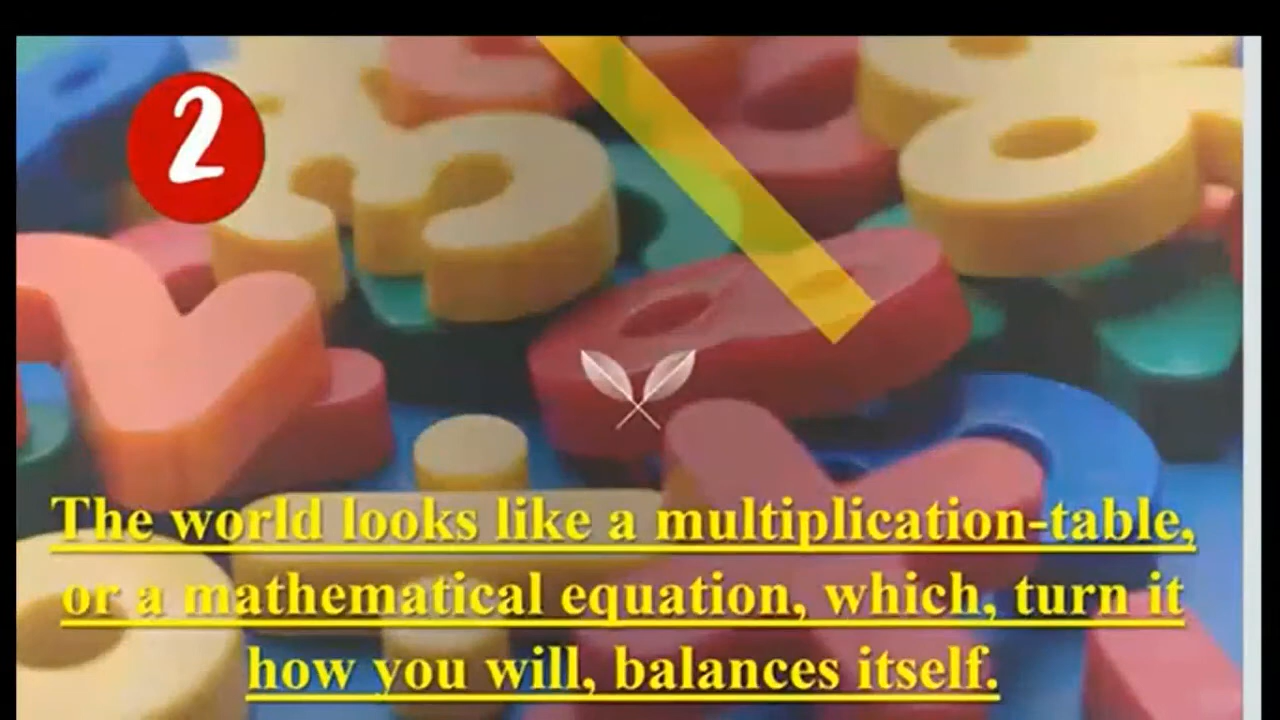 2
The world looks like a multiplication-table,
or a mathematical equation, which, turn it
how you will, balances itself.